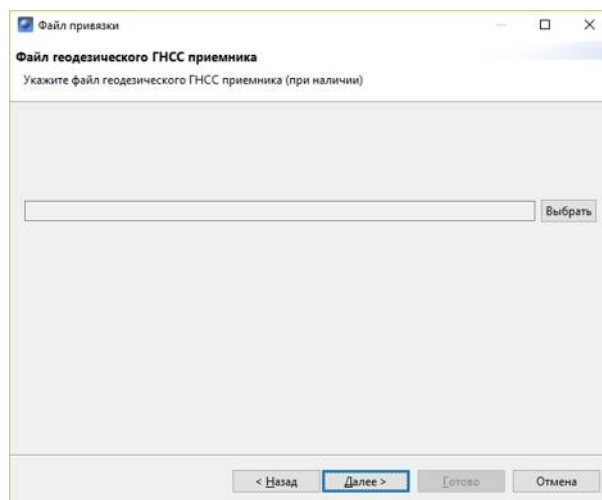 Файл привязки
Файл геодезического ГНСС приемника
Укажите файл геодезического ГНСС приемника (при наличии)
Выбрать
< Назад Далее > Готово Отмена